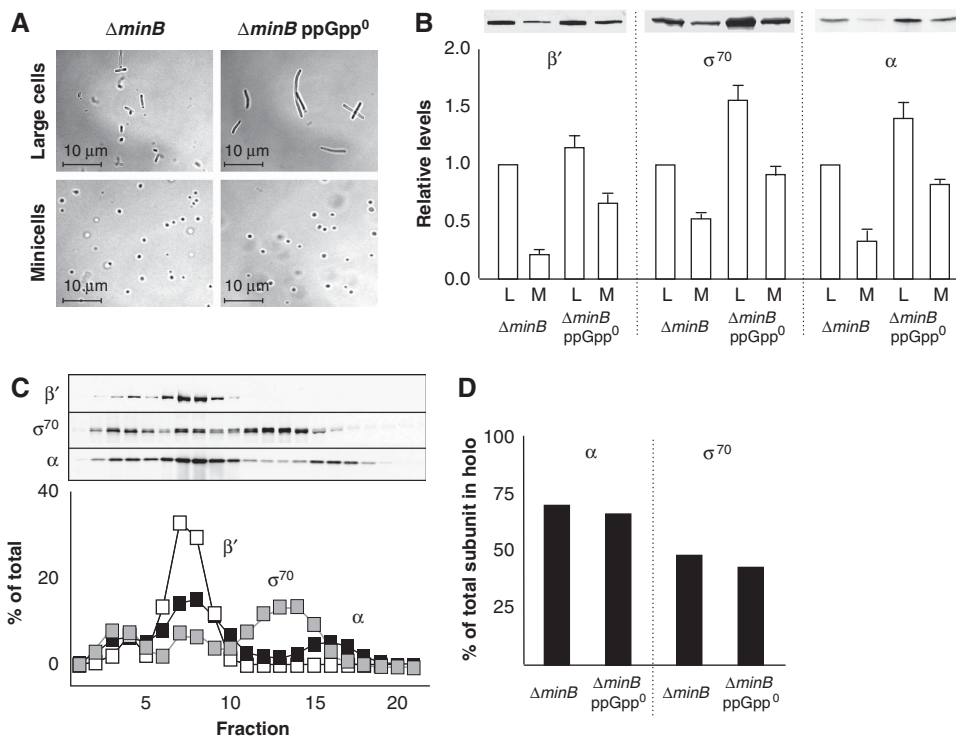 A
ΔminB
ΔminB ppGpp⁰
Large cells
10 μm
10 μm
Minicells
10 μm
10 μm
B
β′
σ⁷⁰
α
Relative levels
2.0
1.5
1.0
0.5
0.0
L M L M L M L M L M L M
ΔminB
ΔminB ppGpp⁰
ΔminB
ΔminB ppGpp⁰
ΔminB
ΔminB ppGpp⁰
C
β′
σ⁷⁰
α
% of total
40
20
0
β′
σ⁷⁰
α
5 10 15 20
Fraction
D
% of total subunit in holo
100
75
50
25
75
0
α
σ⁷⁰
ΔminB
ΔminB ppGpp⁰
ΔminB
ΔminB ppGpp⁰